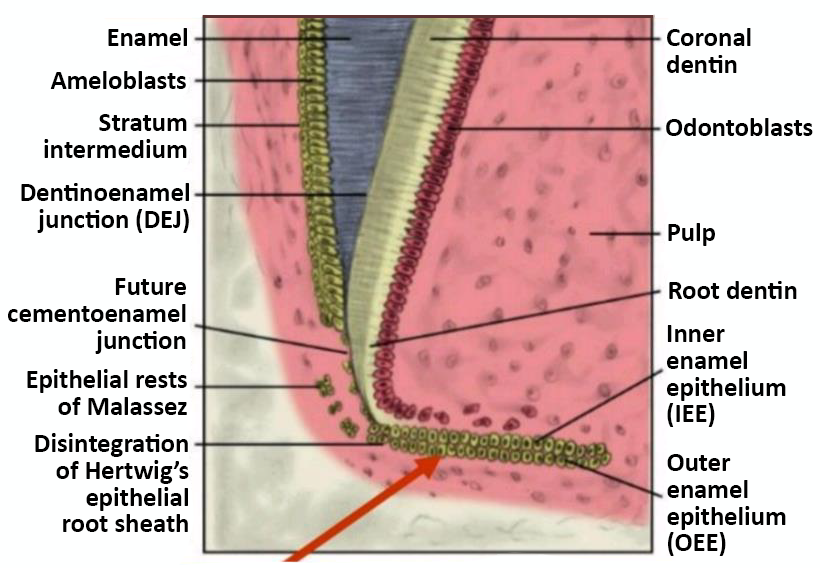 Enamel
Ameloblasts
Stratum
intermedium
Dentinoenamel
junction (DEJ)
Future
cementoenamel
junction
Epithelial rests
of Malassez
Disintegration
of Hertwig’s
epithelial
root sheath
Coronal
dentin
Odontoblasts
Pulp
Root dentin
Inner
enamel
epithelium
(IEE)
Outer
enamel
epithelium
(OEE)